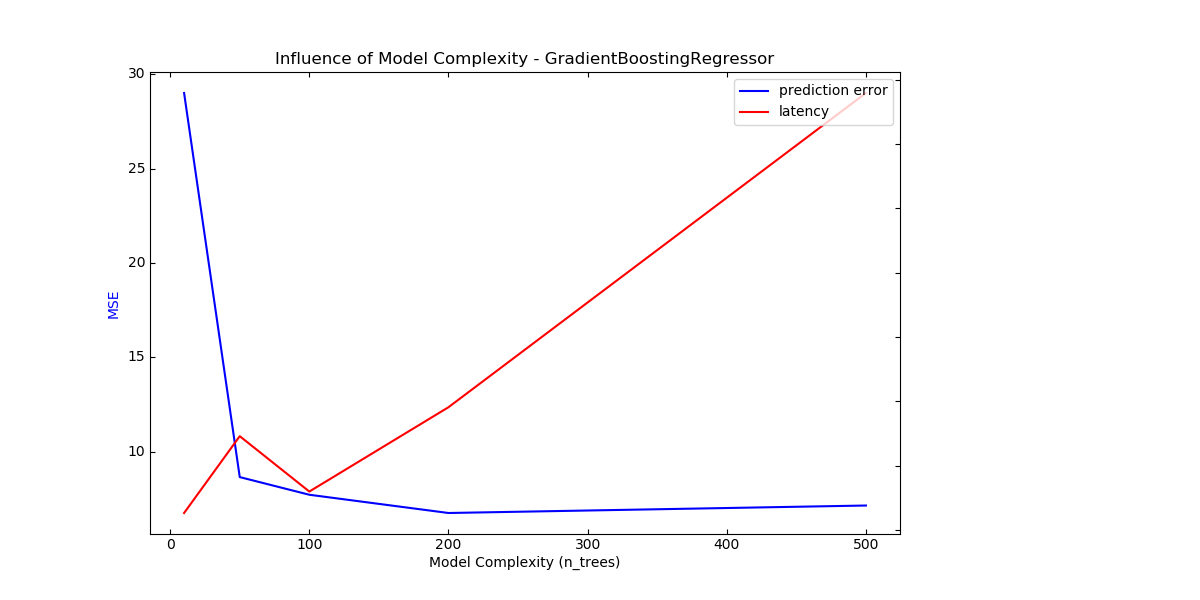 Influence of Model Complexity - GradientBoostingRegressor
prediction error
latency
30
25
20
15
10
MSE
0 100 200 300 400 500
Model Complexity (n_trees)